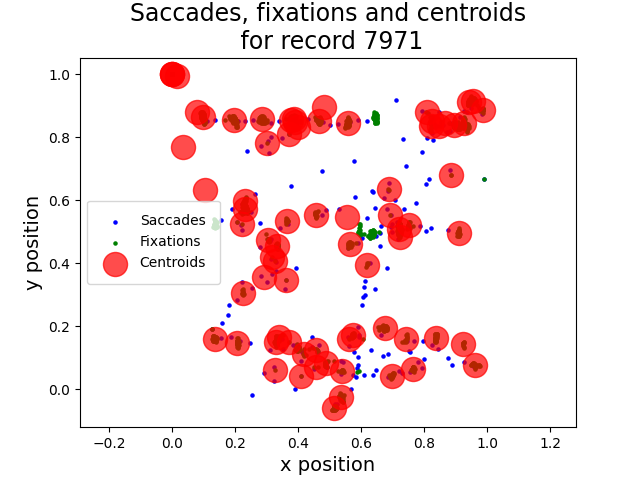 Saccades, fixations and centroids
for record 7971
1.0
0.8
0.6
0.4
0.2
0.0
y position
Saccades
Fixations
Centroids
−0.2 0.0 0.2 0.4 0.6 0.8 1.0 1.2
x position